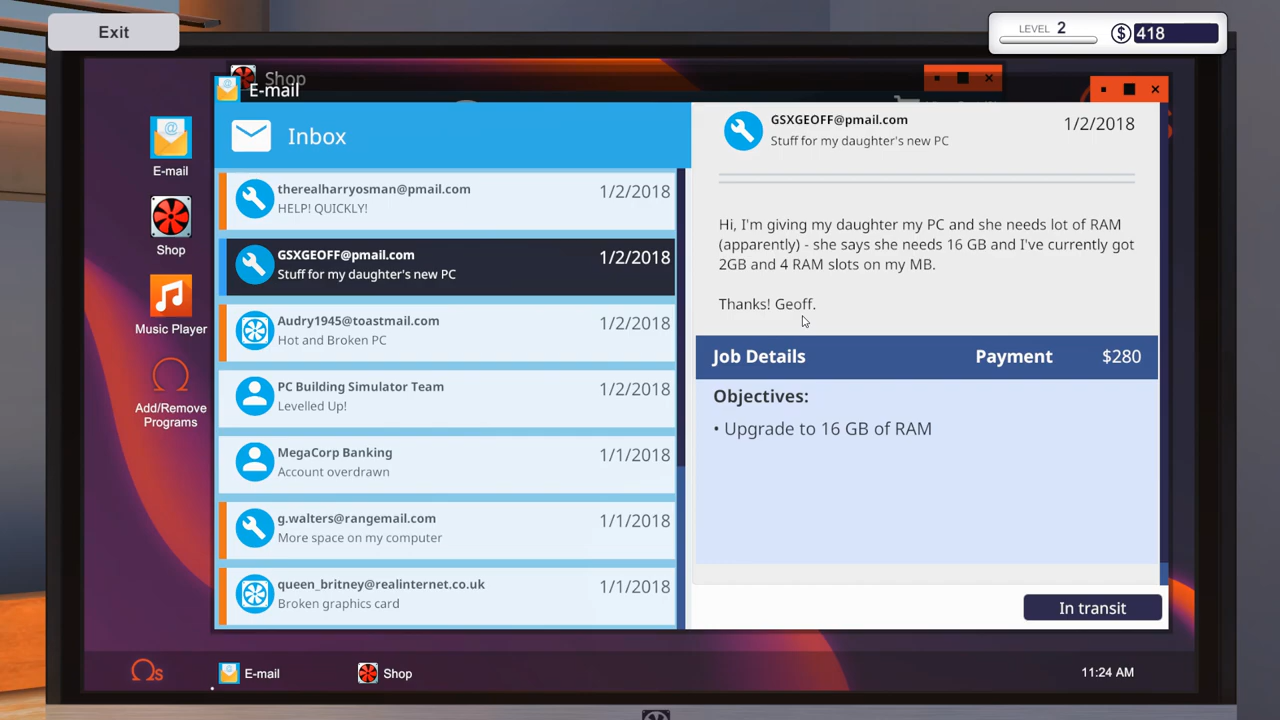 Exit
LEVEL 2
$ 418
Shop
E-mail
E-mail
Shop
Music Player
Add/Remove
Programs
Inbox
therealharryosman@pmail.com
1/2/2018
HELP! QUICKLY!
GSXGEOFF@pmail.com
1/2/2018
Stuff for my daughter's new PC
Audry1945@toastmail.com
1/2/2018
Hot and Broken PC
PC Building Simulator Team
1/2/2018
Levelled Up!
MegaCorp Banking
1/1/2018
Account overdrawn
g.walters@rangemail.com
1/1/2018
More space on my computer
queen_britney@realinternet.co.uk
1/1/2018
Broken graphics card
GSXGEOFF@pmail.com
1/2/2018
Stuff for my daughter's new PC
Hi, I'm giving my daughter my PC and she needs lot of RAM
(apparently) - she says she needs 16 GB and I've currently got
2GB and 4 RAM slots on my MB.
Thanks! Geoff.
Job Details Payment $280
Objectives:
• Upgrade to 16 GB of RAM
In transit
Ωs
E-mail
Shop
11:24 AM